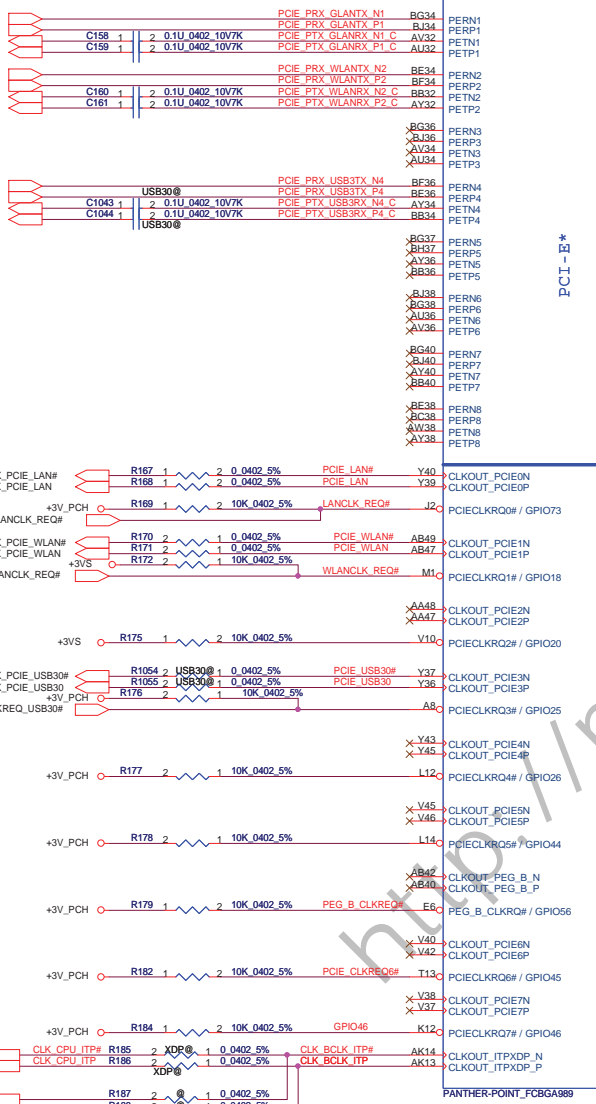 PCIE_PRX_GLANTX_N1 BG34 PERN1
PCIE_PRX_GLANTX_P1 BJ34 PERP1
C158 1 2 0.1U_0402_10V7K PCIE_PTX_GLANRX_N1_C AV32 PETN1
C159 1 2 0.1U_0402_10V7K PCIE_PTX_GLANRX_P1_C AU32 PETP1
PCIE_PRX_WLANTX_N2 BE34 PERN2
PCIE_PRX_WLANTX_P2 BF34 PERP2
C160 1 2 0.1U_0402_10V7K PCIE_PTX_WLANRX_N2_C BB32 PETN2
C161 1 2 0.1U_0402_10V7K PCIE_PTX_WLANRX_P2_C AY32 PETP2
BG36 PERN3
BJ36 PERP3
AV34 PETN3
AU34 PETP3
PCIE_PRX_USB3TX_N4 BF36 PERN4
USB30@ PCIE_PRX_USB3TX_P4 BE36 PERP4
C1043 1 2 0.1U_0402_10V7K PCIE_PTX_USB3RX_N4_C AY34 PETN4
C1044 1 2 0.1U_0402_10V7K PCIE_PTX_USB3RX_P4_C BB34 PETP4
USB30@
BG37 PERN5
BH37 PERP5
AY36 PETN5
BB36 PETP5
PCI-E*
BJ38 PERN6
BG38 PERP6
AU36 PETN6
AV36 PETP6
BG40 PERN7
BJ40 PERP7
AY40 PETN7
BB40 PETP7
BE38 PERN8
BC38 PERP8
AW38 PETN8
AY38 PETP8
K_PCIE_LAN# R167 1 2 0_0402_5% PCIE_LAN# Y40 CLKOUT_PCIE0N
K_PCIE_LAN R168 1 2 0_0402_5% PCIE_LAN Y39 CLKOUT_PCIE0P
+3V_PCH R169 1 2 10K_0402_5% LANCLK_REQ# J2 PCIECLKRQ0# / GPIO73
LANCLK_REQ#
K_PCIE_WLAN# R170 2 1 0_0402_5% PCIE_WLAN# AB49 CLKOUT_PCIE1N
K_PCIE_WLAN R171 2 1 0_0402_5% PCIE_WLAN AB47 CLKOUT_PCIE1P
+3VS R172 2 1 10K_0402_5%
LANCLK_REQ# WLANCLK_REQ# M1 PCIECLKRQ1# / GPIO18
AA48 CLKOUT_PCIE2N
AA47 CLKOUT_PCIE2P
+3VS R175 1 2 10K_0402_5% V10 PCIECLKRQ2# / GPIO20
K_PCIE_USB30# R1054 2 USB30@ 1 0_0402_5% PCIE_USB30# Y37 CLKOUT_PCIE3N
K_PCIE_USB30 R1055 2 USB30@ 1 0_0402_5% PCIE_USB30 Y36 CLKOUT_PCIE3P
+3V_PCH R176 2 1 10K_0402_5%
KREQ_USB30# A8 PCIECLKRQ3# / GPIO25
Y43 CLKOUT_PCIE4N
Y45 CLKOUT_PCIE4P
+3V_PCH R177 2 1 10K_0402_5% L12 PCIECLKRQ4# / GPIO26
V45 CLKOUT_PCIE5N
V46 CLKOUT_PCIE5P
+3V_PCH R178 2 1 10K_0402_5% L14 PCIECLKRQ5# / GPIO44
AB42 CLKOUT_PEG_B_N
AB40 CLKOUT_PEG_B_P
+3V_PCH R179 1 2 10K_0402_5% PEG_B_CLKREQ# E6 PEG_B_CLKRQ# / GPIO56
V40 CLKOUT_PCIE6N
V42 CLKOUT_PCIE6P
+3V_PCH R182 1 2 10K_0402_5% PCIE_CLKREQ6# T13 PCIECLKRQ6# / GPIO45
V38 CLKOUT_PCIE7N
V37 CLKOUT_PCIE7P
+3V_PCH R184 1 2 10K_0402_5% GPIO46 K12 PCIECLKRQ7# / GPIO46
CLK_CPU_ITP# R185 2 XDP@ 1 0_0402_5% CLK_BCLK_ITP# AK14 CLKOUT_ITPXDP_N
CLK_CPU_ITP R186 2 1 0_0402_5% CLK_BCLK_ITP AK13 CLKOUT_ITPXDP_P
XDP@
R187 2 @ 1 0_0402_5% PANTHER-POINT_FCBGA989
http://